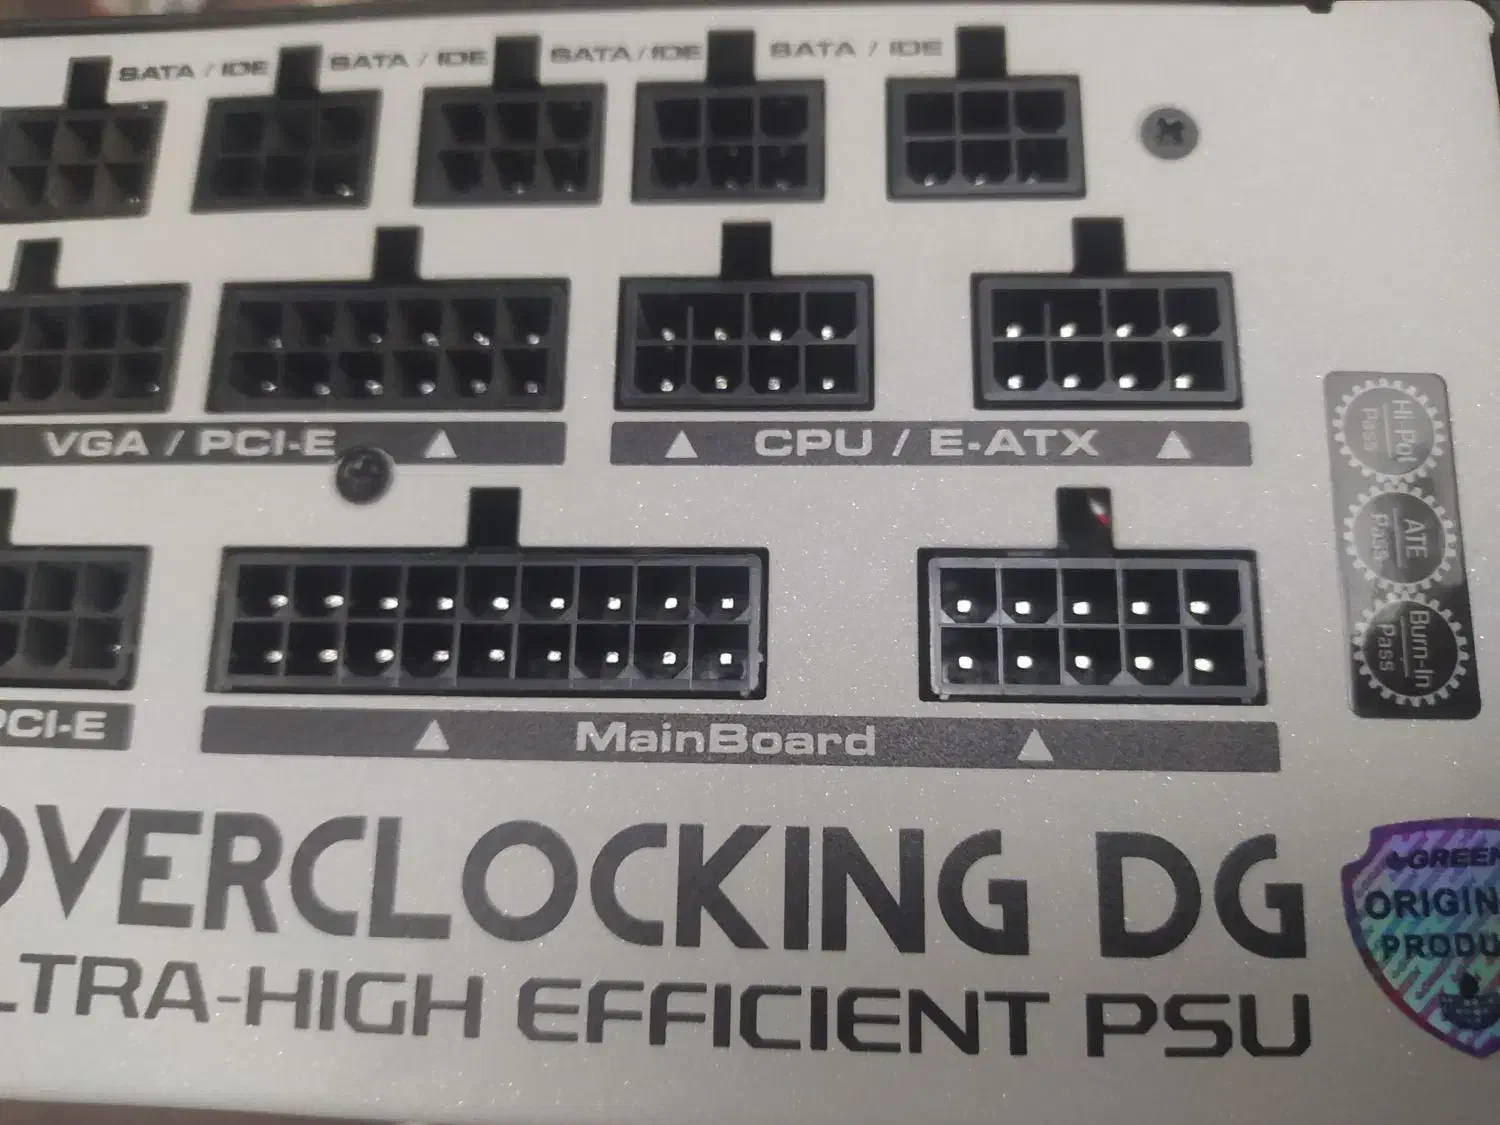 SATA / IDE SATA / IDE SATA / IDE SATA / IDE
VGA / PCI-E
CPU / E-ATX
Hi-Pot
Pass
ATE
Pass
Burn-In
Pass
PCI-E
MainBoard
OVERCLOCKING DG
LTRA-HIGH EFFICIENT PSU
GREEN
ORIGIN
PRODU